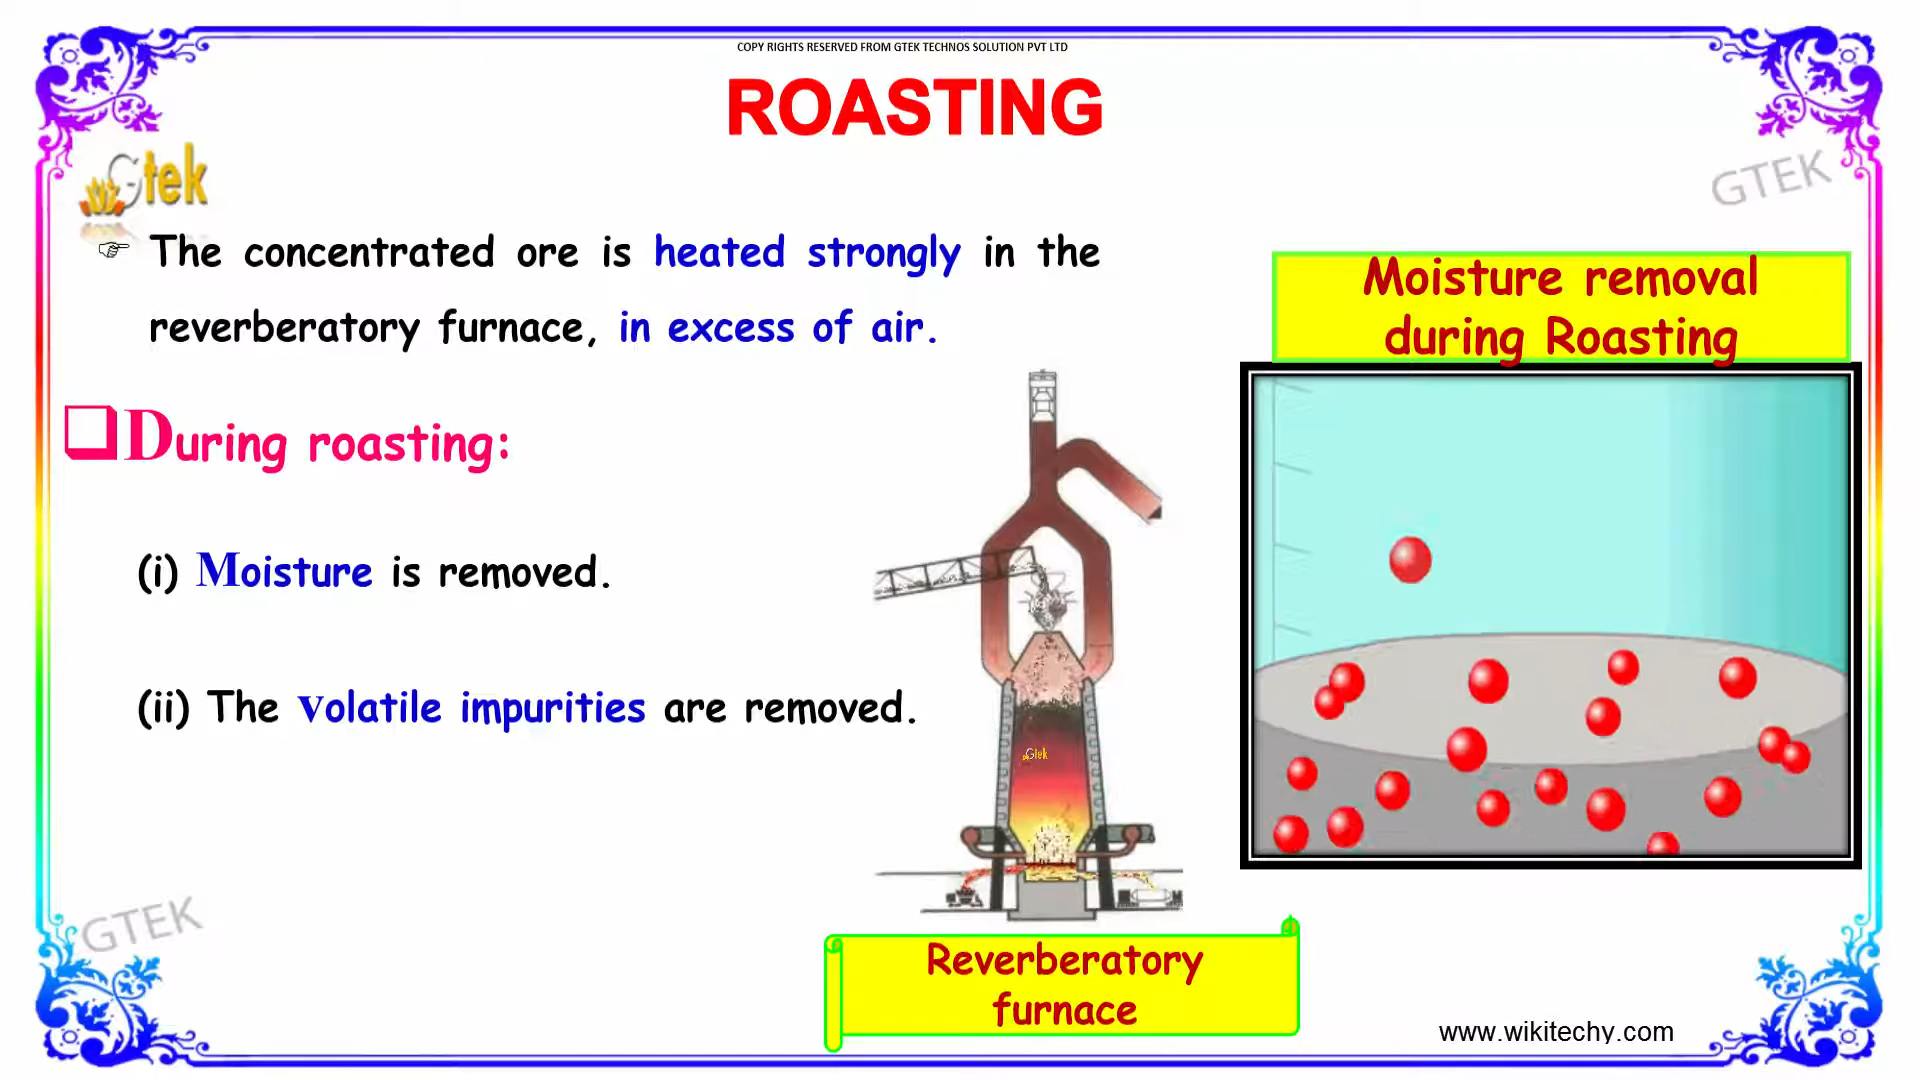 COPY RIGHTS RESERVED FROM GTEK TECHNOS SOLUTION PVT LTD
ROASTING
Gtek
GTEK
The concentrated ore is heated strongly in the
reverberatory furnace, in excess of air.
Moisture removal
during Roasting
During roasting:
(i) Moisture is removed.
(ii) The volatile impurities are removed.
Gtek
GTEK
Reverberatory
furnace
www.wikitechy.com